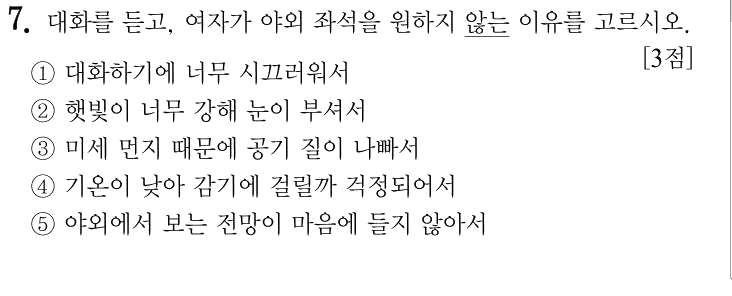 7. 대화를 듣고, 여자가 야외 좌석을 원하지 않는 이유를 고르시오.
[3점]
① 대화하기에 너무 시끄러워서
② 햇빛이 너무 강해 눈이 부셔서
③ 미세 먼지 때문에 공기 질이 나빠서
④ 기온이 낮아 감기에 걸릴까 걱정되어서
⑤ 야외에서 보는 전망이 마음에 들지 않아서